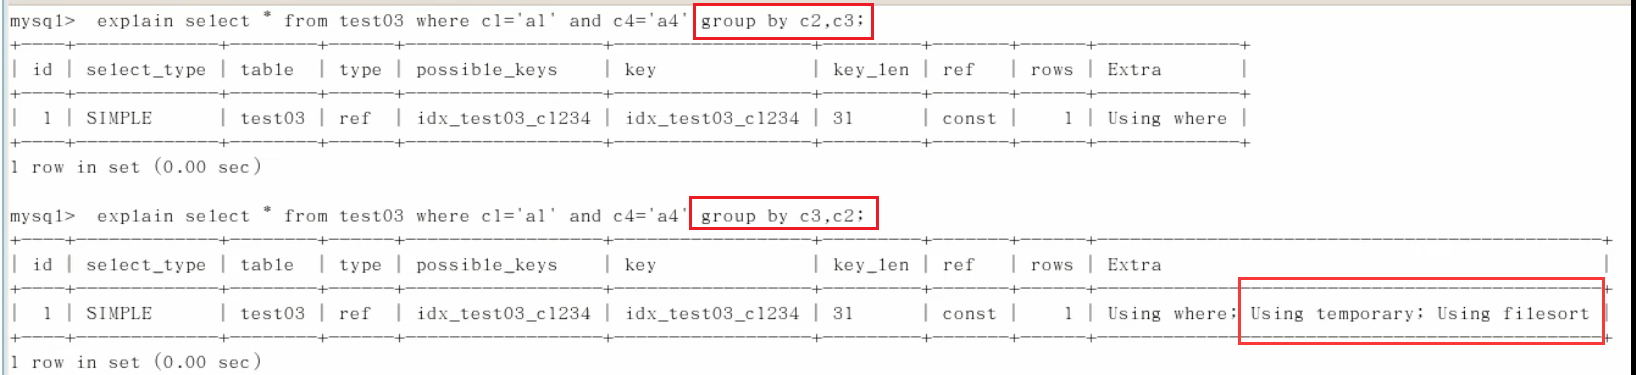 mysql>  explain select * from test03 where c1='a1' and c4='a4' group by c2,c3;
+----+-------------+--------+------+-------------------+-------------------+---------+-------+------+-------------+
| id | select_type | table  | type | possible_keys     | key               | key_len | ref   | rows | Extra       |
+----+-------------+--------+------+-------------------+-------------------+---------+-------+------+-------------+
|  1 | SIMPLE      | test03 | ref  | idx_test03_c1234 | idx_test03_c1234 | 31      | const |    1 | Using where |
+----+-------------+--------+------+-------------------+-------------------+---------+-------+------+-------------+
1 row in set (0.00 sec)
mysql>  explain select * from test03 where c1='a1' and c4='a4' group by c3,c2;
+----+-------------+--------+------+-------------------+-------------------+---------+-------+------+----------------------------------------------+
| id | select_type | table  | type | possible_keys     | key               | key_len | ref   | rows | Extra                                        |
+----+-------------+--------+------+-------------------+-------------------+---------+-------+------+----------------------------------------------+
|  1 | SIMPLE      | test03 | ref  | idx_test03_c1234 | idx_test03_c1234 | 31      | const |    1 | Using where; Using temporary; Using filesort |
+----+-------------+--------+------+-------------------+-------------------+---------+-------+------+----------------------------------------------+
1 row in set (0.00 sec)